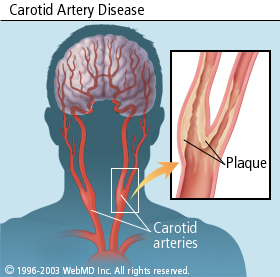 Carotid Artery Disease
Plaque
Carotid
arteries
© 1996-2003 WebMD Inc. All rights reserved.